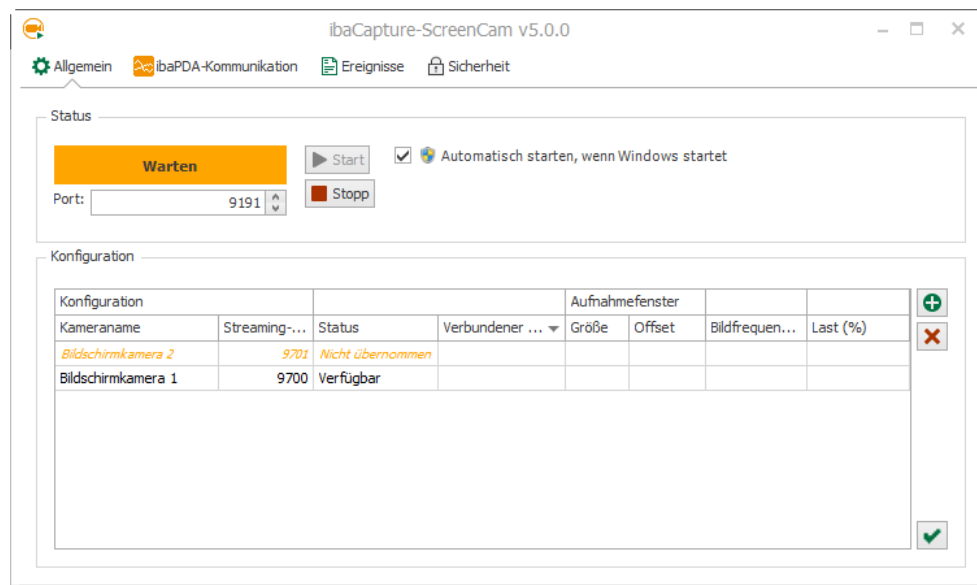 ibaCapture-ScreenCam v5.0.0
Allgemein ibaPDA-Kommunikation Ereignisse Sicherheit
Status
Warten Start Automatisch starten, wenn Windows startet
Port: 9191 Stopp
Konfiguration
Konfiguration Aufnahmefenster
Kameraname Streaming-... Status Verbundener ... Größe Offset Bildfrequen... Last (%)
Bildschirmkamera 2 9701 Nicht übernommen
Bildschirmkamera 1 9700 Verfügbar